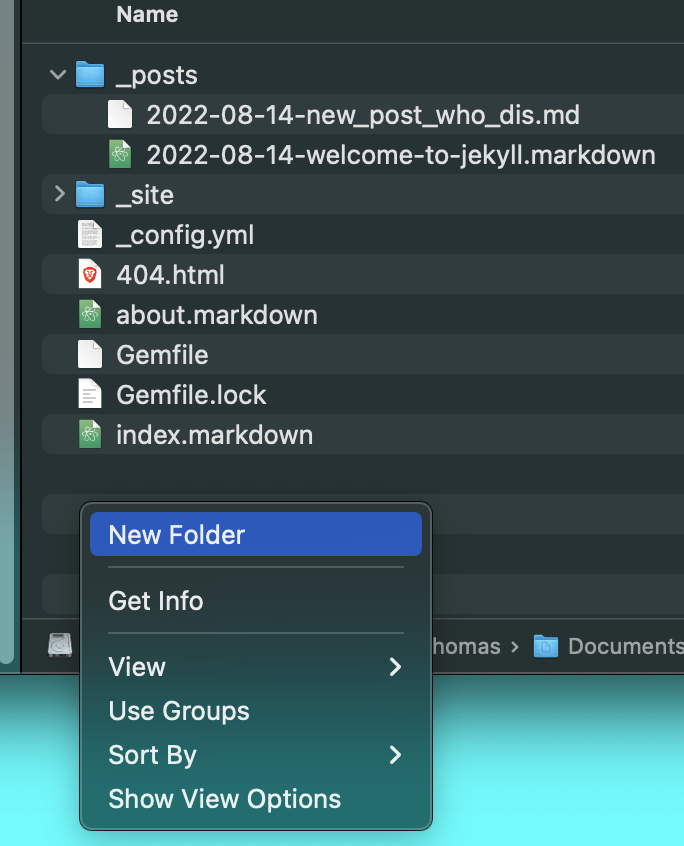 Name
_posts
2022-08-14-new_post_who_dis.md
2022-08-14-welcome-to-jekyll.markdown
_site
_config.yml
404.html
about.markdown
Gemfile
Gemfile.lock
index.markdown
New Folder
Get Info
homas › Documents
View
Use Groups
Sort By
Show View Options